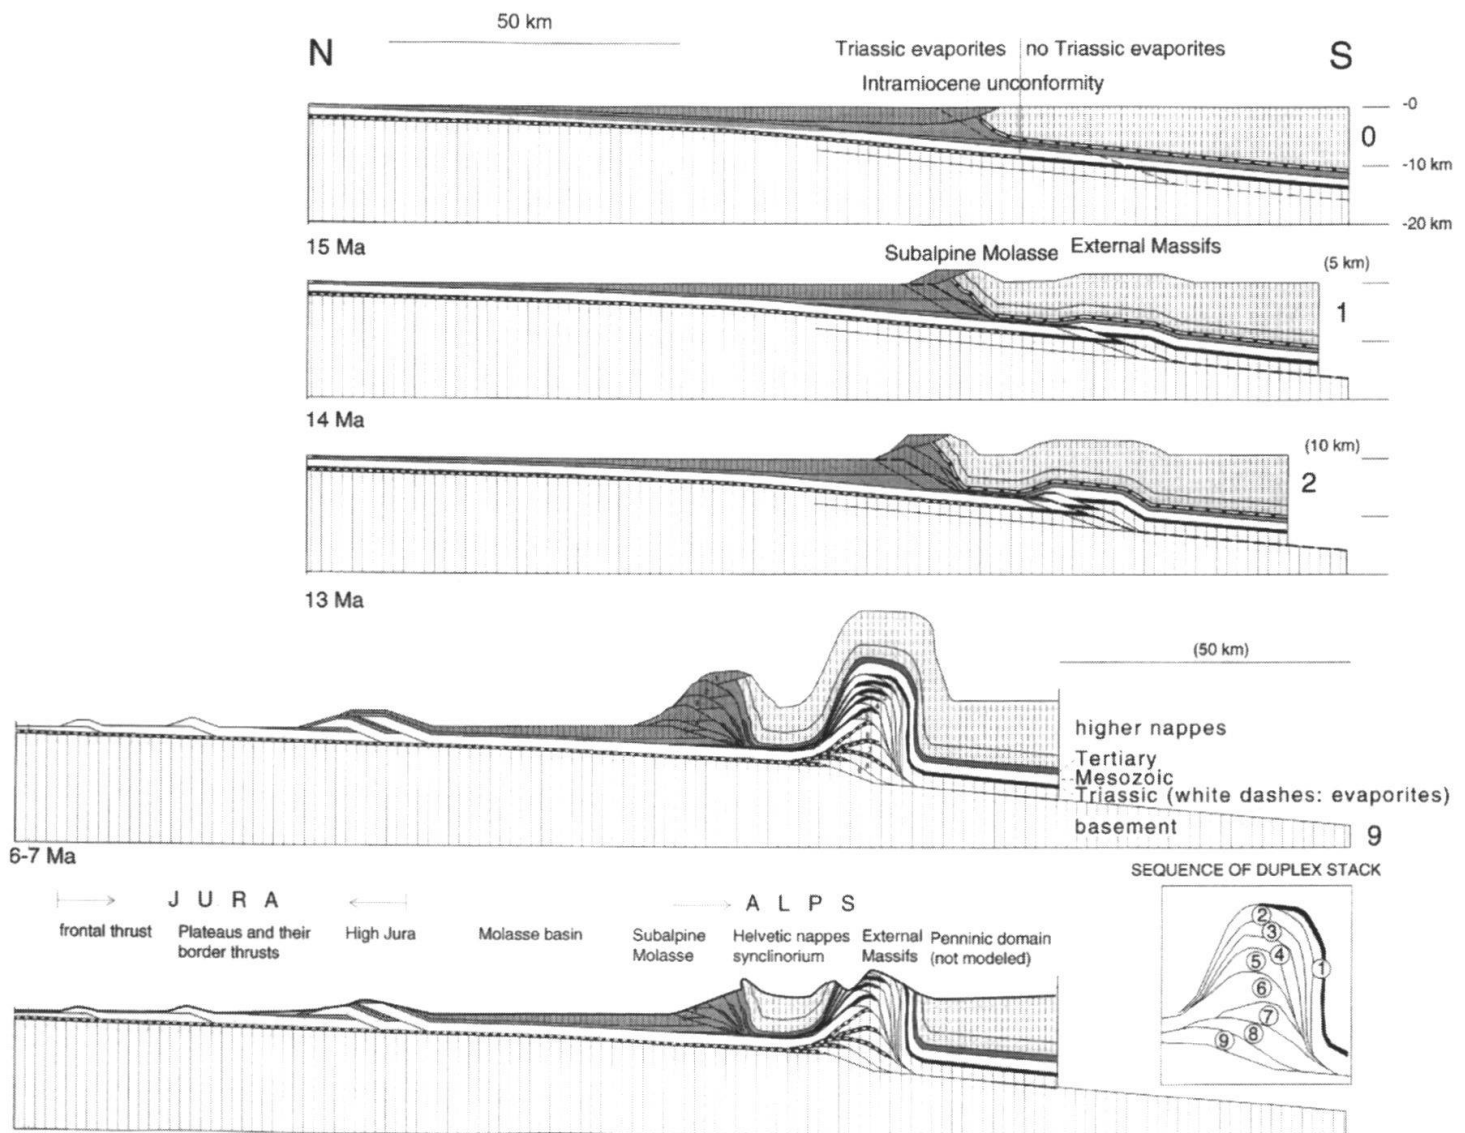 50 km
N
Triassic evaporites no Triassic evaporites
S
Intramiocene unconformity
-0
0
-10 km
-20 km
15 Ma
Subalpine Molasse External Massifs
(5 km)
1
14 Ma
(10 km)
2
13 Ma
(50 km)
higher nappes
Tertiary
Mesozoic
Triassic (white dashes: evaporites)
basement
9
6-7 Ma
SEQUENCE OF DUPLEX STACK
JURA
ALPS
frontal thrust
Plateaus and their
border thrusts
High Jura
Molasse basin
Subalpine
Molasse
Helvetic nappes
synclinorium
External
Massifs
Penninic domain
(not modeled)
2
3
4
5
1
6
7
8
9